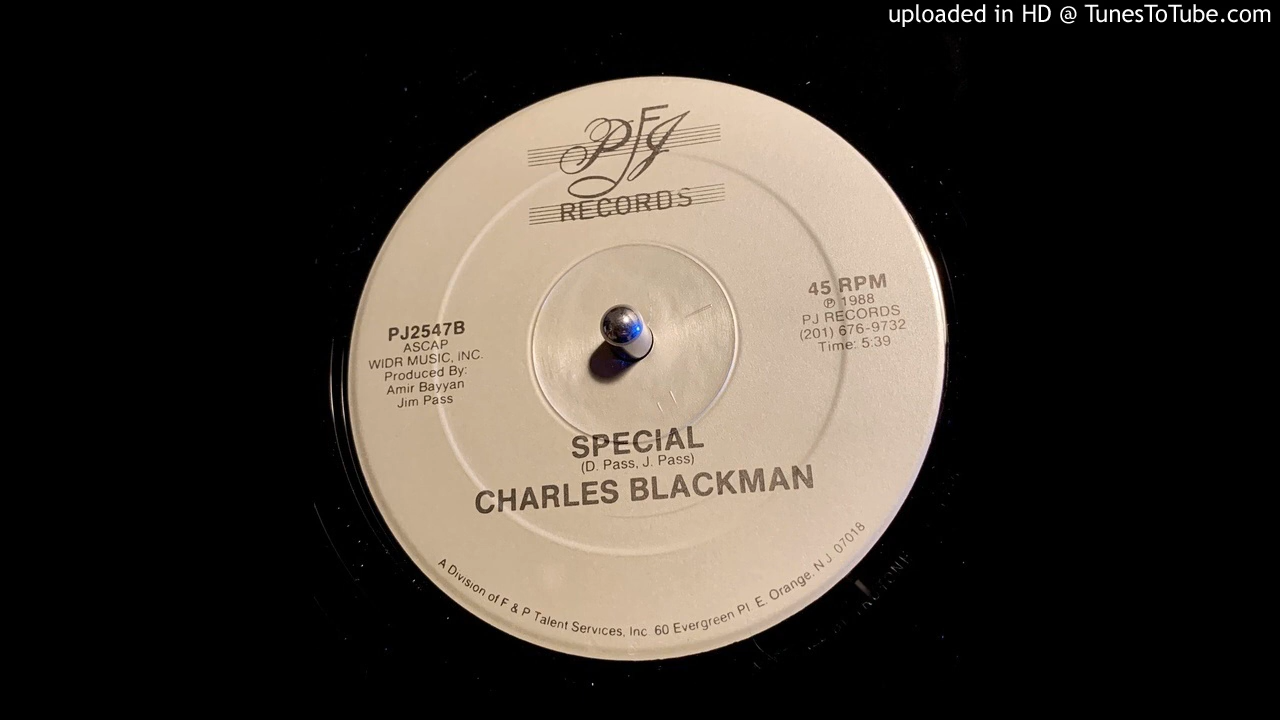 uploaded in HD @ TunesToTube.com
PFJ
RECORDS
45 RPM
℗ 1988
PJ RECORDS
(201) 676-9732
Time: 5:39
PJ2547B
ASCAP
WIDR MUSIC, INC.
Produced By:
Amir Bayyan
Jim Pass
SPECIAL
(D. Pass, J. Pass)
CHARLES BLACKMAN
A Division of F & P Talent Services, Inc 60 Evergreen Pl E. Orange, N.J. 07018